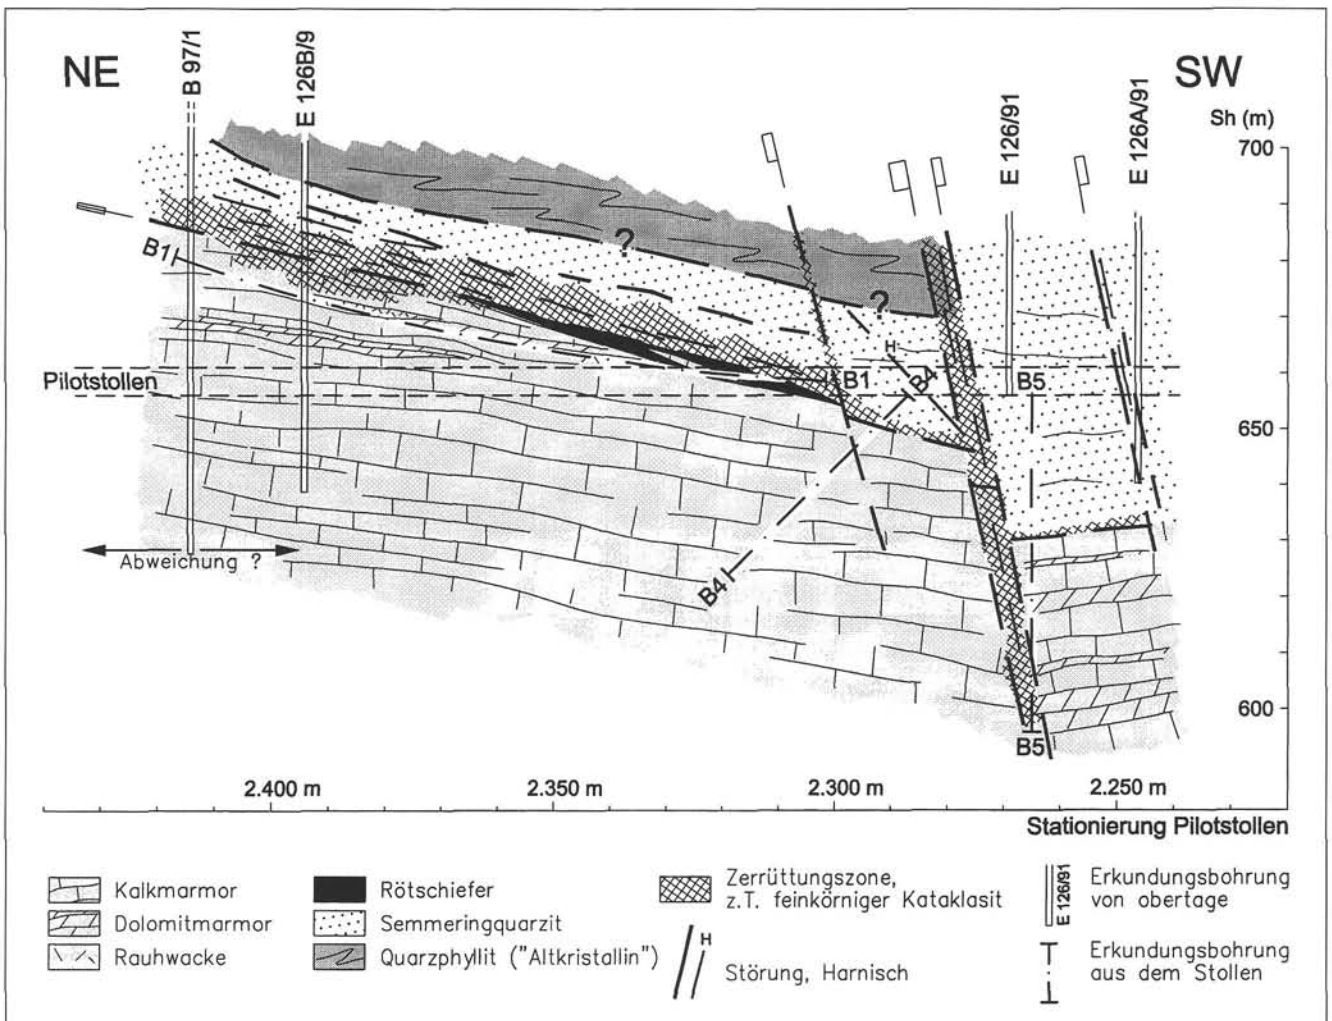 NE
B 97/1
E 126B/9
SW
E 126/91
E 126A/91
Sh (m)
700
?
B1
?
H
Pilotstollen
B1
B4
B5
650
Abweichung ?
B4
600
B5
2.400 m
2.350 m
2.300 m
2.250 m
Stationierung Pilotstollen
Kalkmarmor
Dolomitmarmor
Rauhwacke
Rötschiefer
Semmeringquarzit
Quarzphyllit ("Altkristallin")
Zerrüttungszone,
z.T. feinkörniger Kataklasit
H
Störung, Harnisch
E 126/91
Erkundungsbohrung
von obertage
Erkundungsbohrung
aus dem Stollen